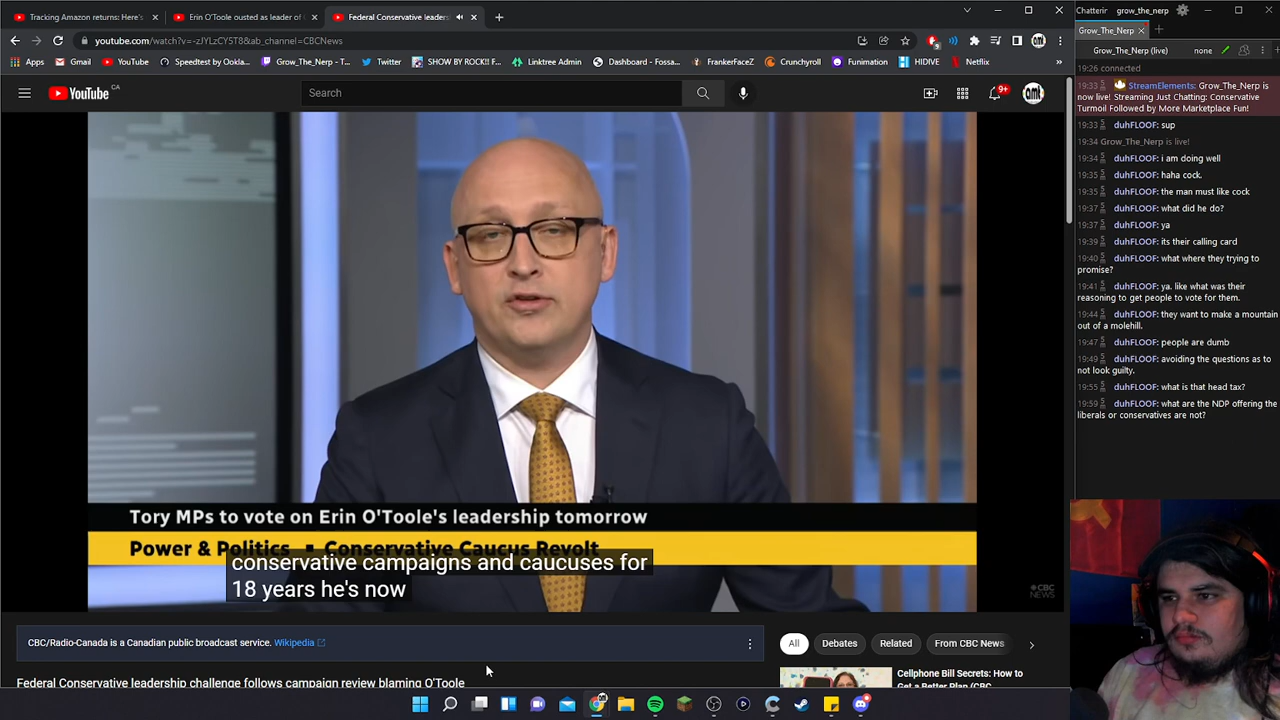 Tracking Amazon returns: Here's
Erin O'Toole ousted as leader of
Federal Conservative leaders
Chatterir
grow_the_nerp
youtube.com/watch?v=-zJYLzCY5T8&ab_channel=CBCNews
Grow_The_Nerp
Grow_The_Nerp (live)
none
Apps
Gmail
YouTube
Speedtest by Ookla...
Grow_The_Nerp - T...
Twitter
SHOW BY ROCK!! F...
Linktree Admin
Dashboard - Fossa...
FrankerFaceZ
Crunchyroll
Funimation
HIDIVE
Netflix
YouTube CA
Search
9+
amt
19:26 connected
19:33 StreamElements: Grow_The_Nerp is
now live! Streaming Just Chatting: Conservative
Turmoil Followed by More Marketplace Fun!
19:33 duhFLOOF: sup
19:34 Grow_The_Nerp is live!
19:34 duhFLOOF: i am doing well
19:35 duhFLOOF: haha cock.
19:35 duhFLOOF: the man must like cock
19:37 duhFLOOF: what did he do?
19:37 duhFLOOF: ya
19:39 duhFLOOF: its their calling card
19:40 duhFLOOF: what where they trying to
promise?
19:41 duhFLOOF: ya. like what was their
reasoning to get people to vote for them.
19:44 duhFLOOF: they want to make a mountain
out of a molehill.
19:47 duhFLOOF: people are dumb
19:49 duhFLOOF: avoiding the questions as to
not look guilty.
19:55 duhFLOOF: what is that head tax?
19:59 duhFLOOF: what are the NDP offering the
liberals or conservatives are not?
Tory MPs to vote on Erin O'Toole's leadership tomorrow
Power & Politics ▪ Conservative Caucus Revolt
conservative campaigns and caucuses for
18 years he's now
CBC
NEWS
CBC/Radio-Canada is a Canadian public broadcast service. Wikipedia
All
Debates
Related
From CBC News
Federal Conservative leadership challenge follows campaign review blaming O'Toole
Cellphone Bill Secrets: How to
Get a Better Plan (CBC